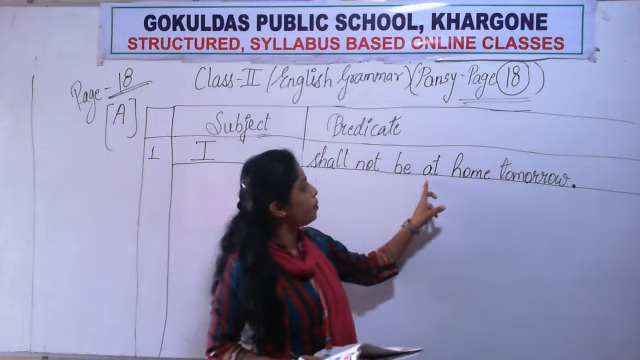 GOKULDAS PUBLIC SCHOOL, KHARGONE
STRUCTURED, SYLLABUS BASED ONLINE CLASSES
Page - 18 Class-II (English Grammar) (Pansy-Page 18)
[A]
Subject Predicate
1 I shall not be at home tomorrow.